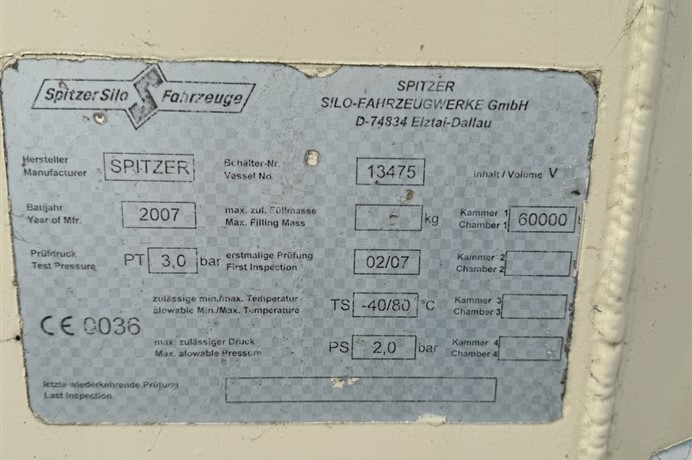 SpitzerSilo Fahrzeuge
SPITZER
SILO-FAHRZEUGWERKE GmbH
D-74834 Elztal-Dallau
Hersteller
Manufacturer
SPITZER
Behälter-Nr.
Vessel No.
13475
Inhalt / Volume V
Baujahr
Year of Mfr.
2007
max. zul. Füllmasse
Max. Filling Mass
kg
Kammer 1
Chamber 1
60000
Prüfdruck
Test Pressure
PT 3,0 bar
erstmalige Prüfung
First Inspection
02/07
Kammer 2
Chamber 2
zulässige min./max. Temperatur
alowable Min./Max. Temperature
TS -40/80 °C
Kammer 3
Chamber 3
CE 0036
max. zulässiger Druck
Max. alowable Pressure
PS 2,0 bar
Kammer 4
Chamber 4
letzte wiederkehrende Prüfung
Last Inspection